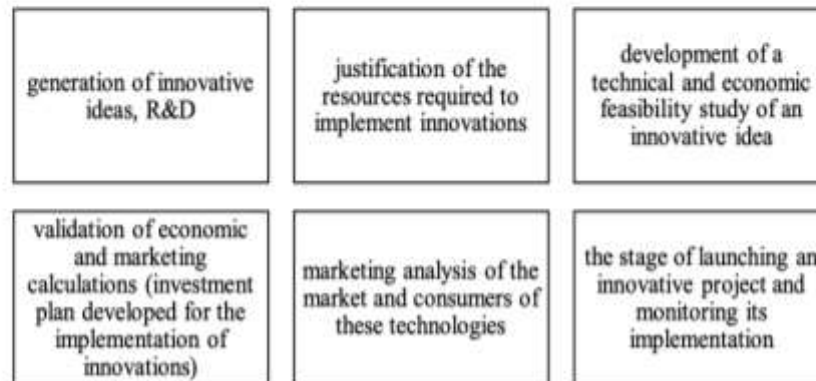 generation of innovative
ideas, R&D
justification of the
resources required to
implement innovations
development of a
technical and economic
feasibility study of an
innovative idea
validation of economic
and marketing
calculations (investment
plan developed for the
implementation of
innovations)
marketing analysis of the
market and consumers of
these technologies
the stage of launching an
innovative project and
monitoring its
implementation